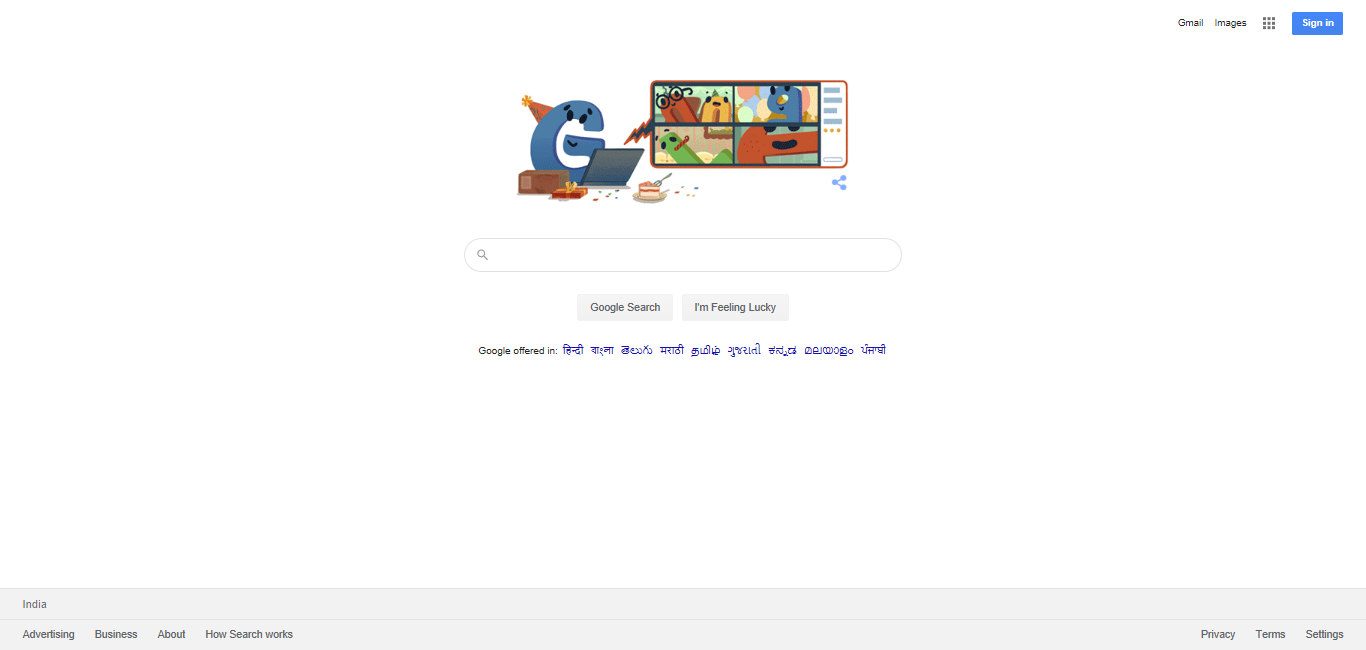 Gmail Images Sign in
Google Search I'm Feeling Lucky
Google offered in: हिन्दी বাংলা తెలుగు मराठी தமிழ் ગુજરાતી ಕನ್ನಡ മലയാളം ਪੰਜਾਬੀ
India
Advertising Business About How Search works Privacy Terms Settings